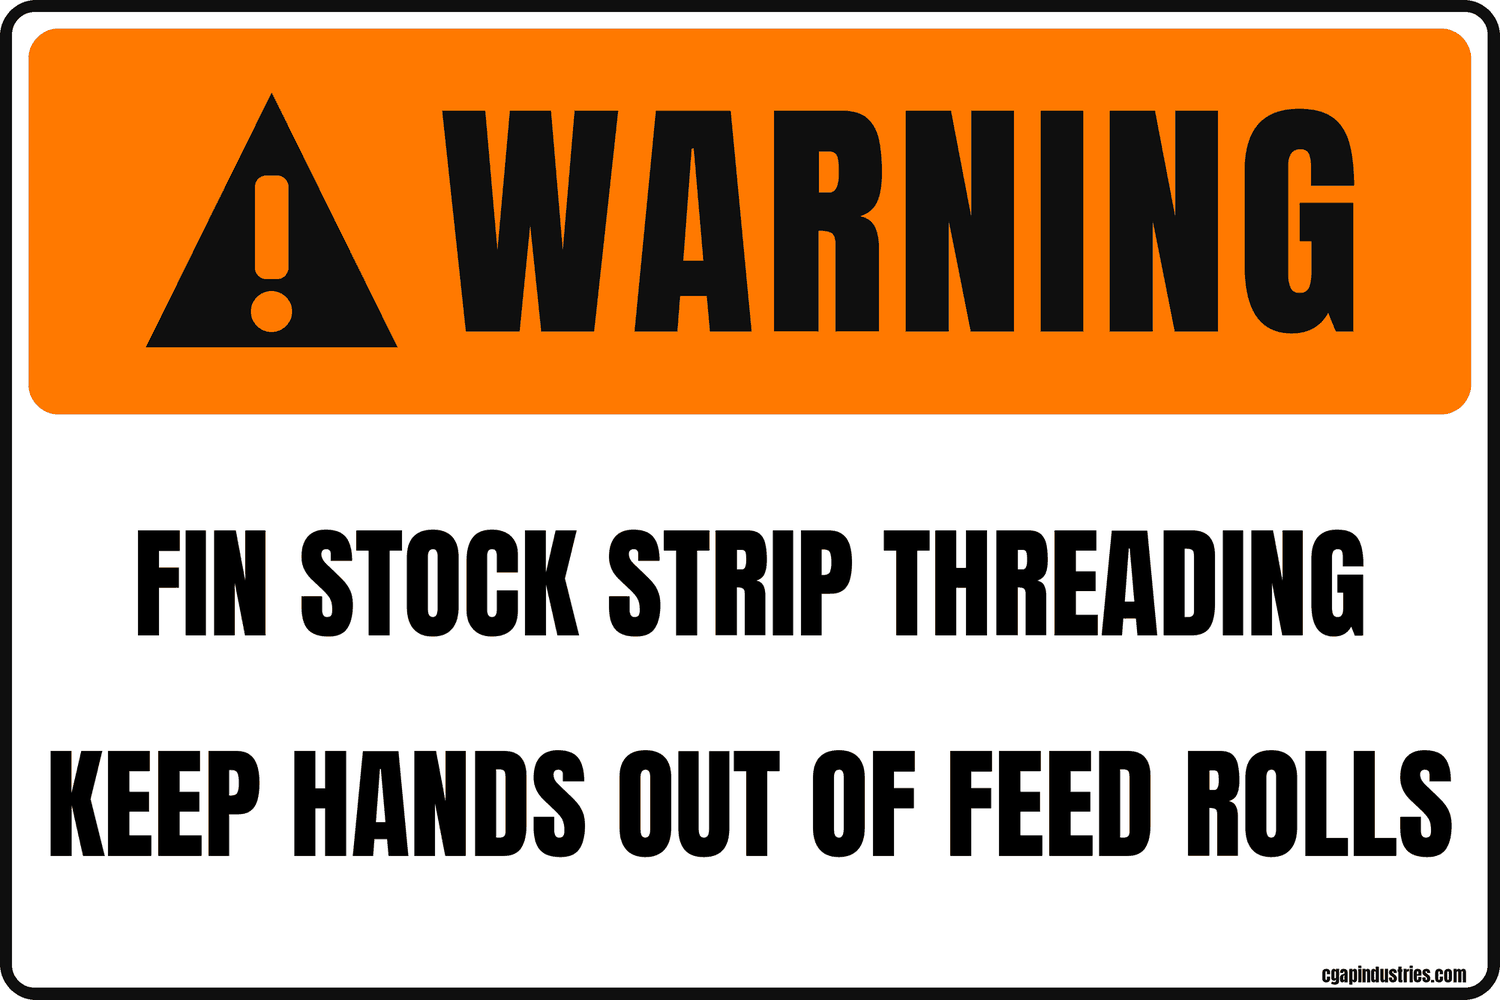 WARNING
FIN STOCK STRIP THREADING
KEEP HANDS OUT OF FEED ROLLS
cgapindustries.com